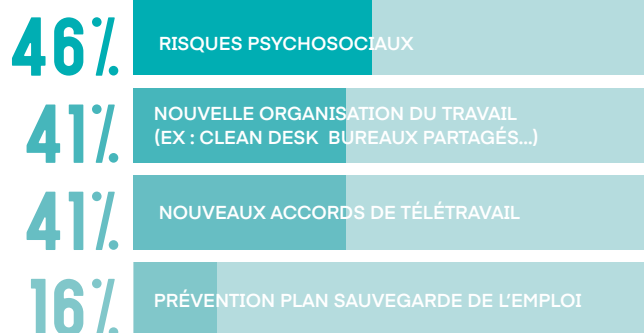 46%
RISQUES PSYCHOSOCIAUX
41%
NOUVELLE ORGANISATION DU TRAVAIL
(EX : CLEAN DESK BUREAUX PARTAGÉS...)
41%
NOUVEAUX ACCORDS DE TÉLÉTRAVAIL
16%
PRÉVENTION PLAN SAUVEGARDE DE L'EMPLOI